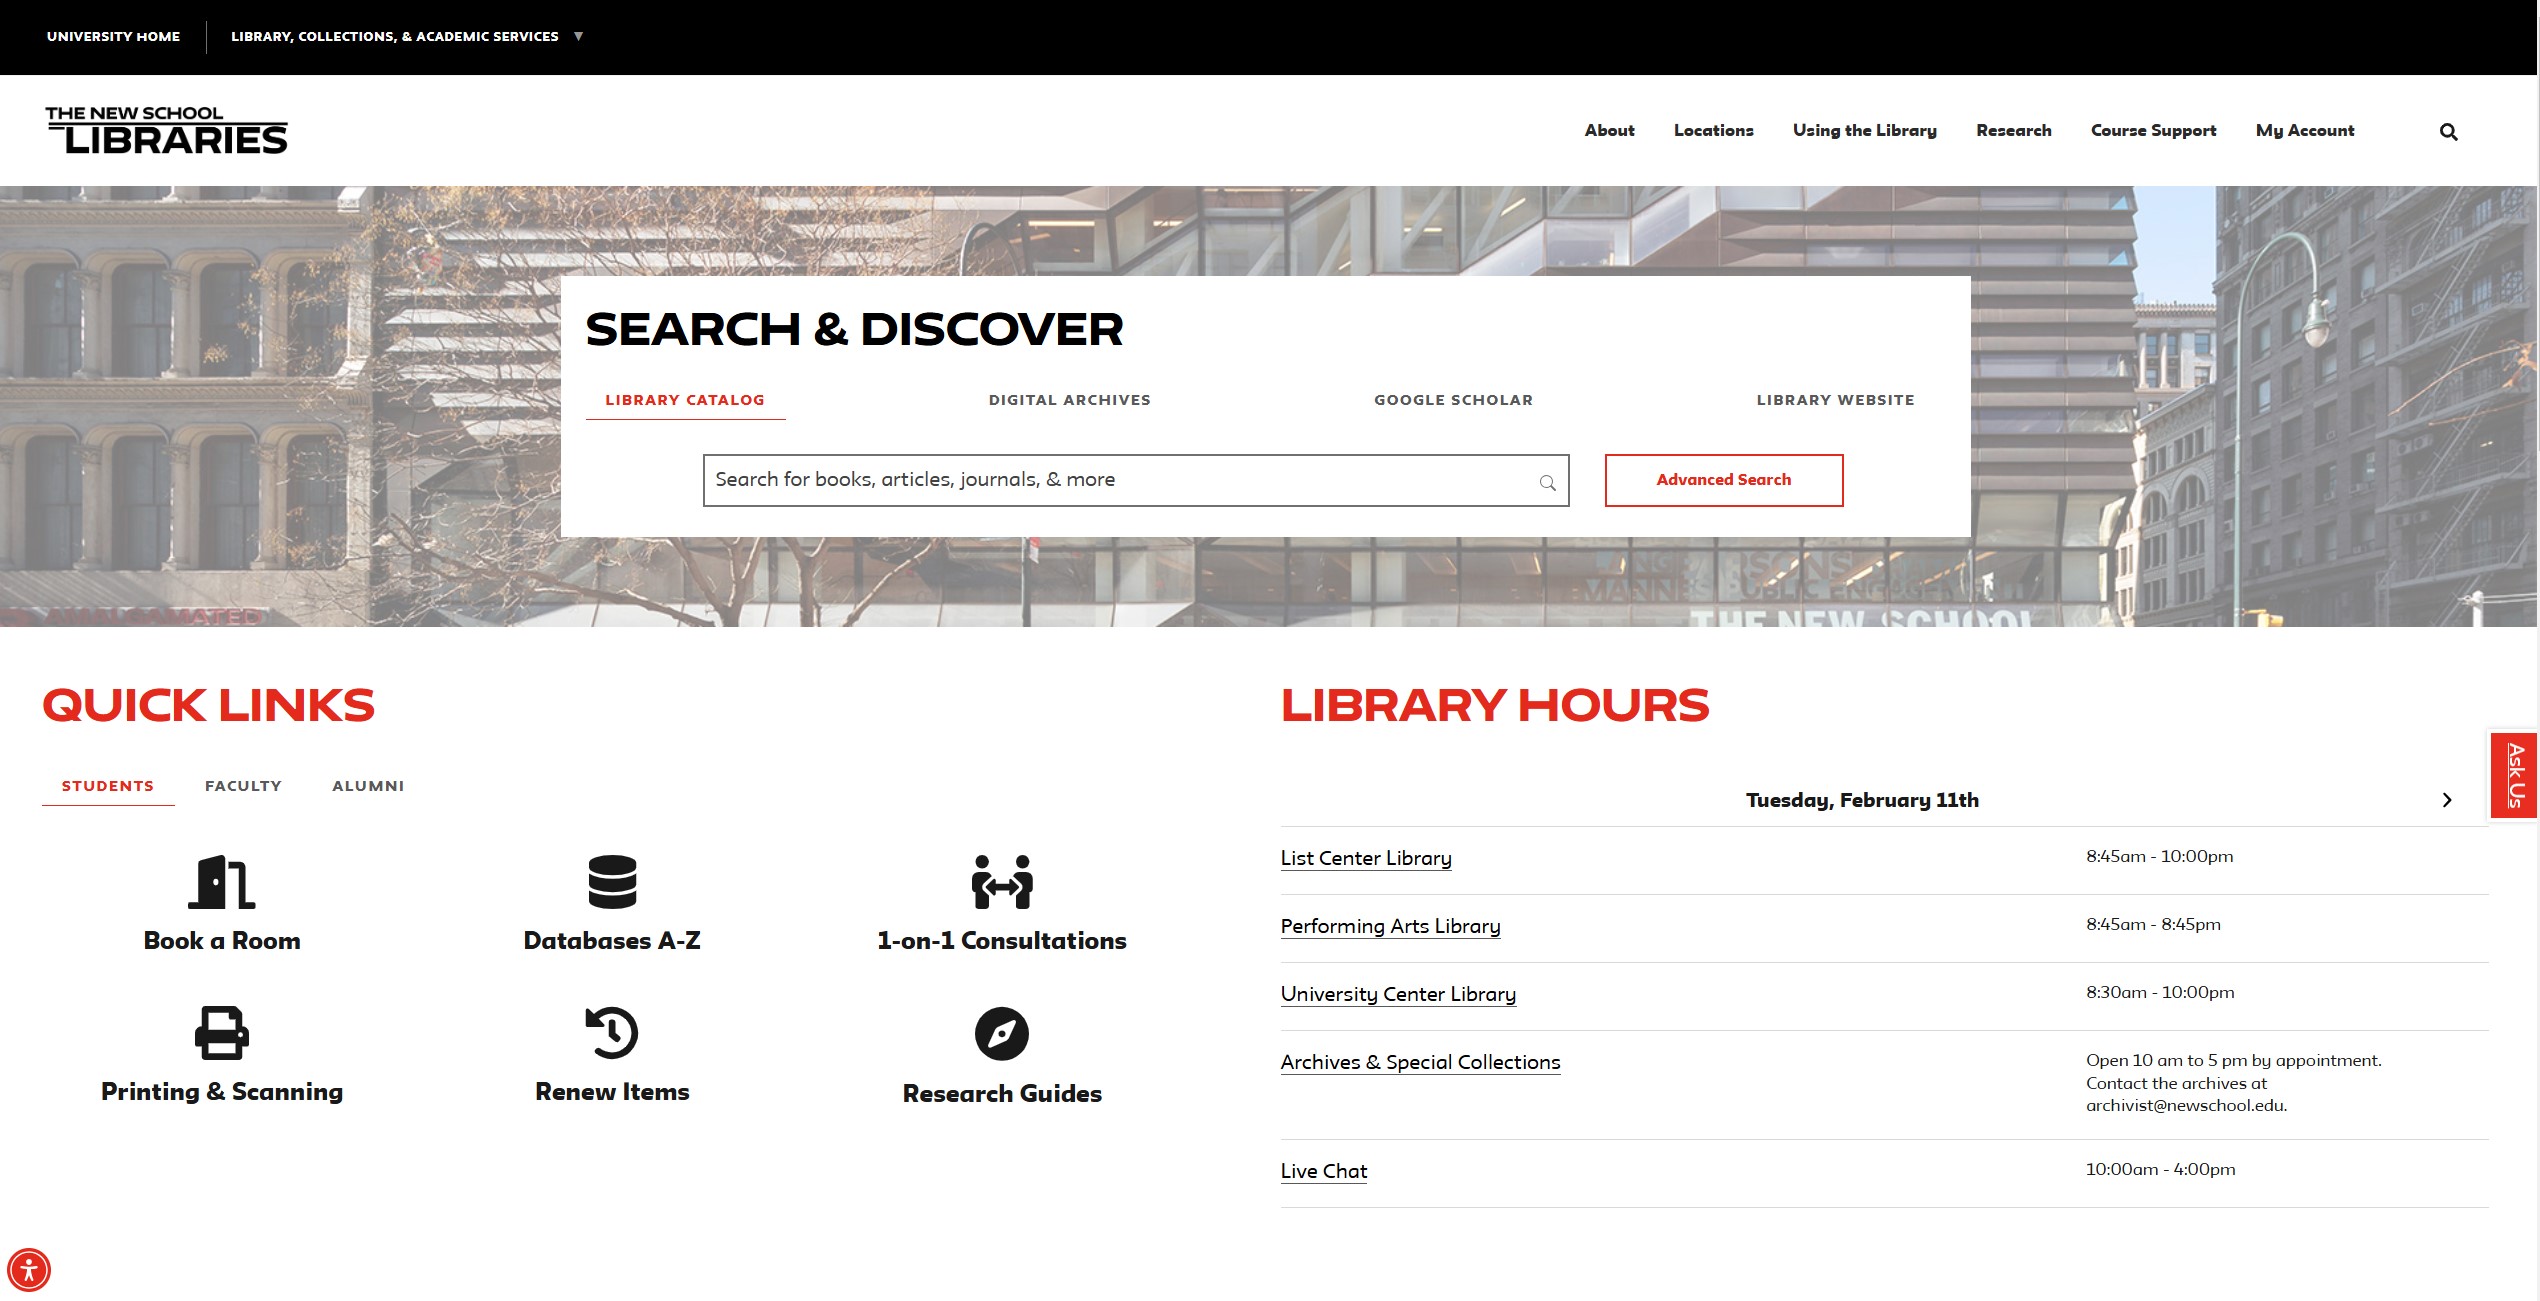 UNIVERSITY HOME
LIBRARY, COLLECTIONS, & ACADEMIC SERVICES
THE NEW SCHOOL
LIBRARIES
About
Locations
Using the Library
Research
Course Support
My Account
SEARCH & DISCOVER
LIBRARY CATALOG
DIGITAL ARCHIVES
GOOGLE SCHOLAR
LIBRARY WEBSITE
Search for books, articles, journals, & more
Advanced Search
AMALGAMATED
THE NEW SCHOOL
QUICK LINKS
STUDENTS
FACULTY
ALUMNI
Book a Room
Databases A-Z
1-on-1 Consultations
Printing & Scanning
Renew Items
Research Guides
LIBRARY HOURS
Tuesday, February 11th
List Center Library
8:45am - 10:00pm
Performing Arts Library
8:45am - 8:45pm
University Center Library
8:30am - 10:00pm
Archives & Special Collections
Open 10 am to 5 pm by appointment.
Contact the archives at
archivist@newschool.edu.
Live Chat
10:00am - 4:00pm
Ask Us